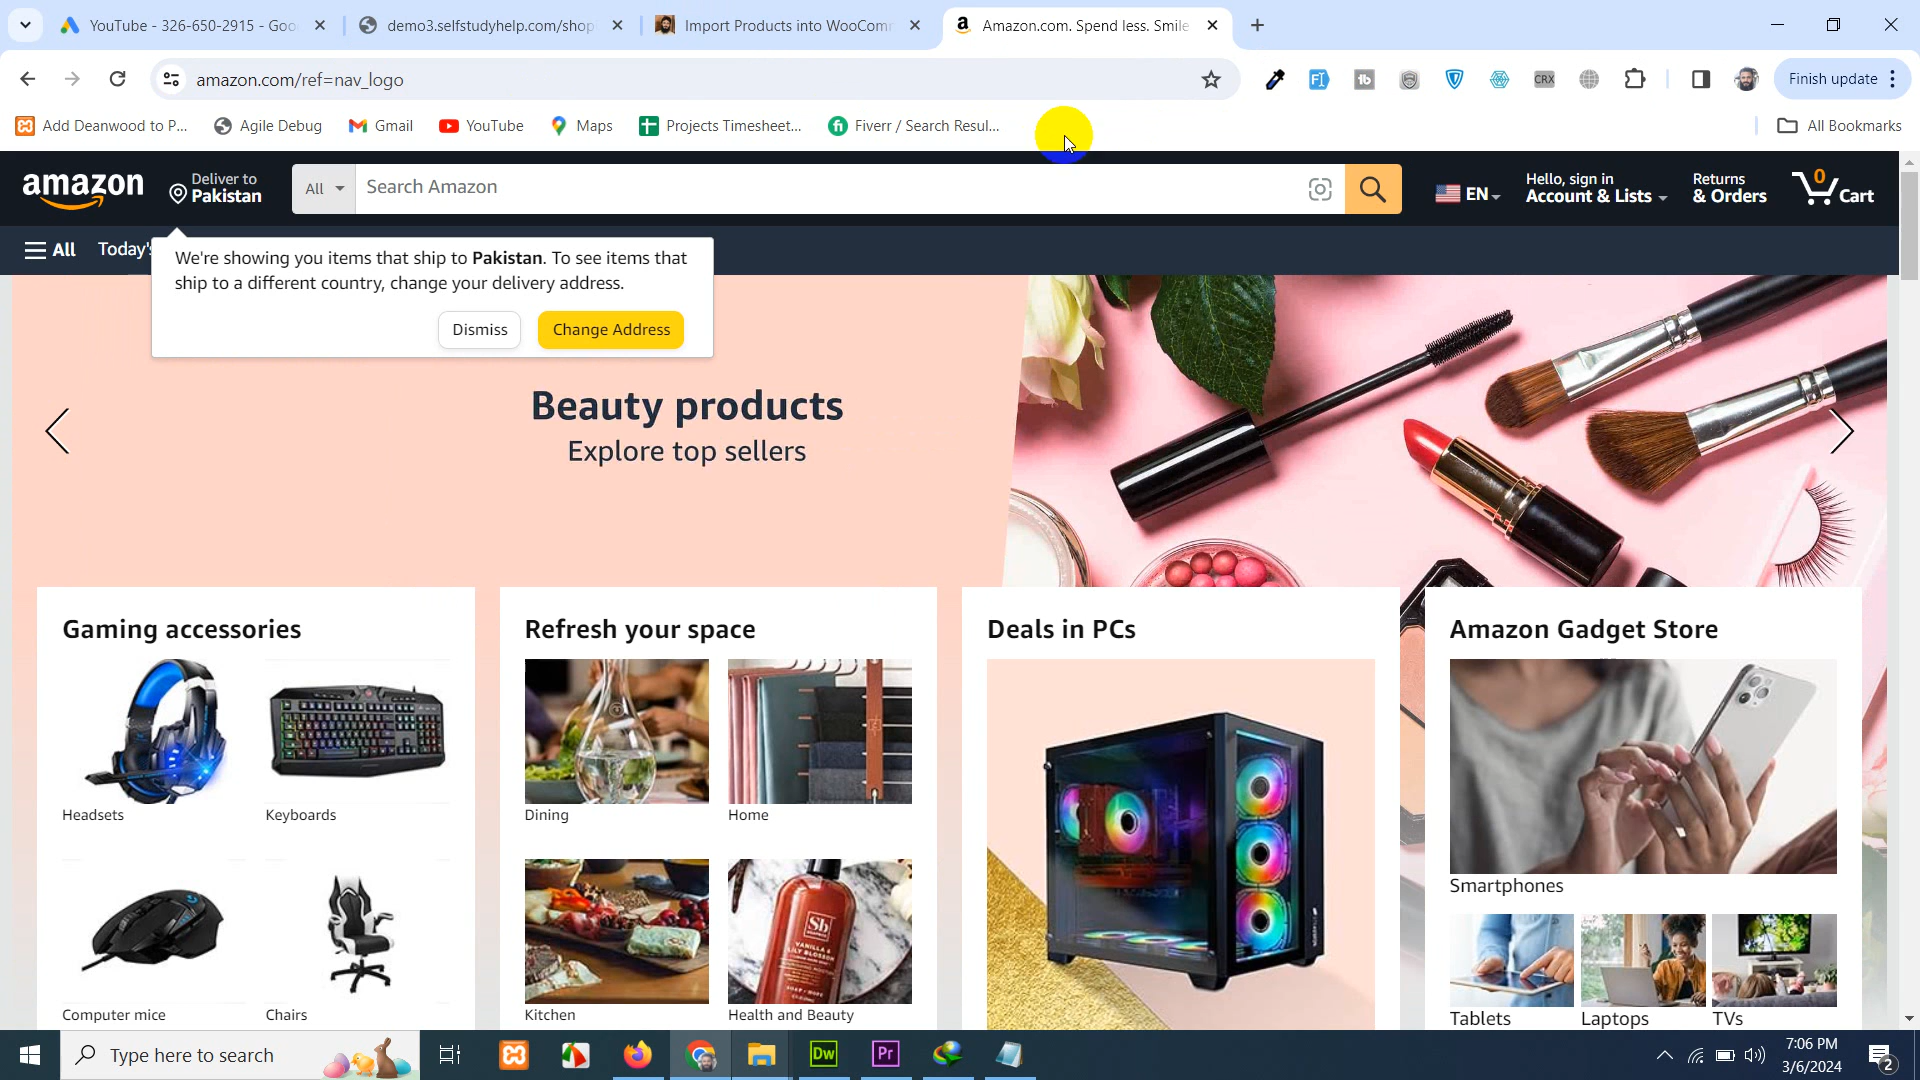 YouTube - 326-650-2915 - Goo
demo3.selfstudyhelp.com/shop
Import Products into WooComm
Amazon.com. Spend less. Smile
amazon.com/ref=nav_logo
CRX
Finish update
Add Deanwood to P...
Agile Debug
Gmail
YouTube
Maps
Projects Timesheet...
Fiverr / Search Resul...
All Bookmarks
amazon
Deliver to
Pakistan
All
Search Amazon
EN
Hello, sign in
Account & Lists
Returns
& Orders
0
Cart
All
Today's
We're showing you items that ship to Pakistan. To see items that
ship to a different country, change your delivery address.
Dismiss
Change Address
Beauty products
Explore top sellers
Gaming accessories
Headsets
Keyboards
Computer mice
Chairs
Refresh your space
Dining
Home
Kitchen
Health and Beauty
Deals in PCs
Amazon Gadget Store
Smartphones
Tablets
Laptops
TVs
Type here to search
Dw
Pr
7:06 PM
3/6/2024
2